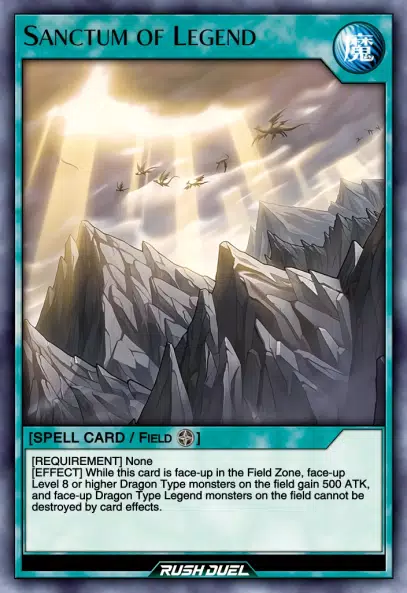 Sanctum of Legend
魔
[SPELL CARD / Field ]
[REQUIREMENT] None
[EFFECT] While this card is face-up in the Field Zone, face-up
Level 8 or higher Dragon Type monsters on the field gain 500 ATK,
and face-up Dragon Type Legend monsters on the field cannot be
destroyed by card effects.
RUSH DUEL